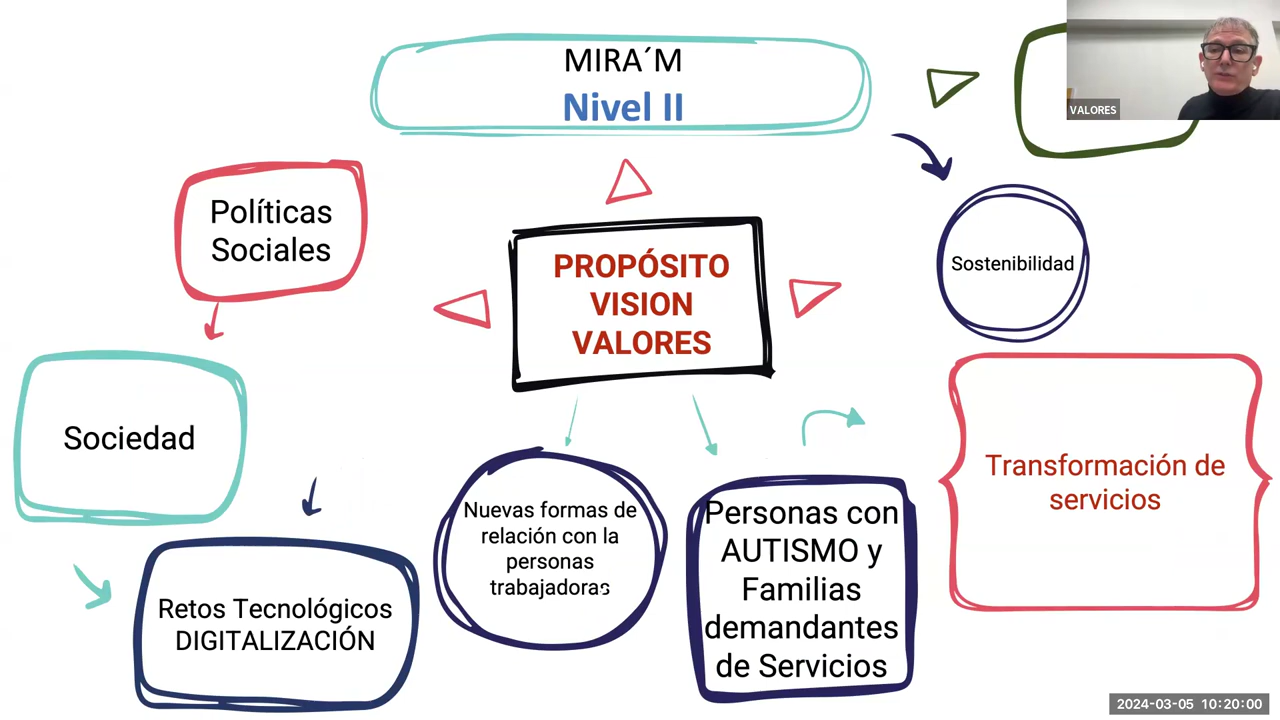 MIRA´M
Nivel II
VALORES
Políticas
Sociales
PROPÓSITO
VISION
VALORES
Sostenibilidad
Sociedad
Transformación de
servicios
Nuevas formas de
relación con la
personas
trabajadoras
Personas con
AUTISMO y
Familias
demandantes
de Servicios
Retos Tecnológicos
DIGITALIZACIÓN
2024-03-05 10:20:00